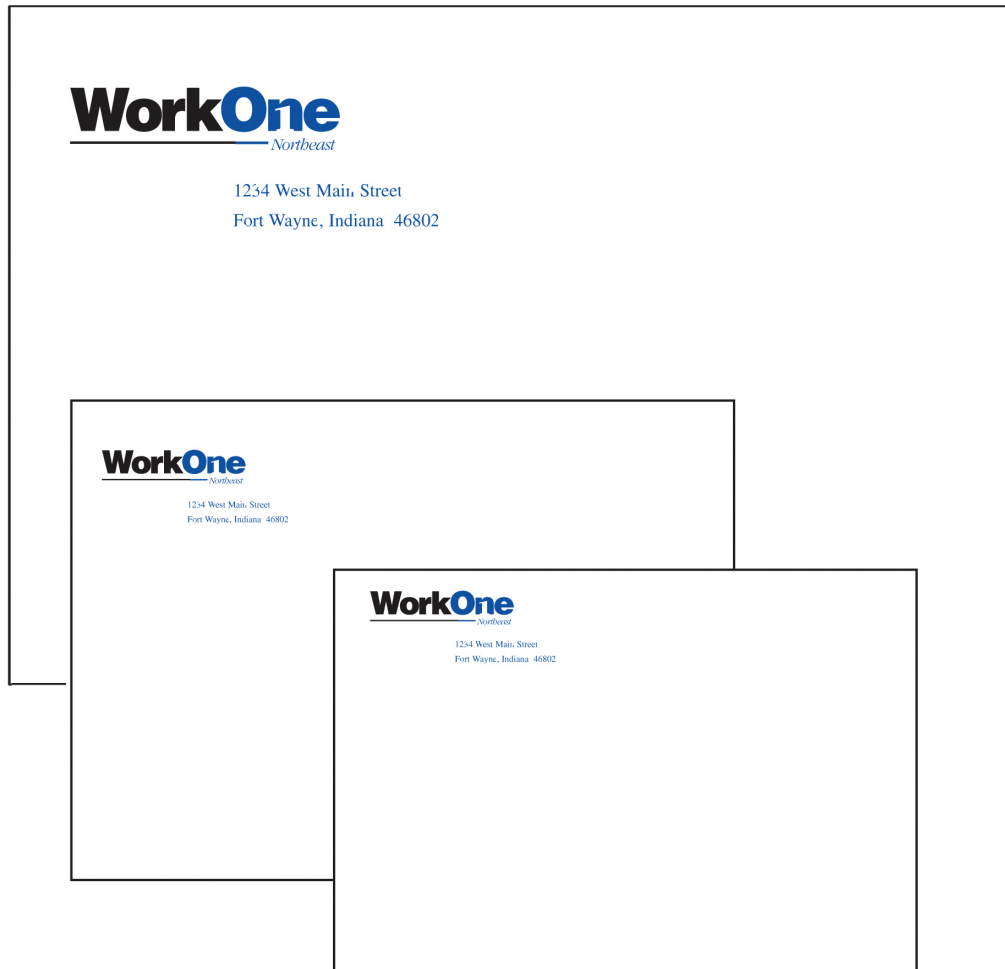 WorkOne
Northeast
1234 West Main Street
Fort Wayne, Indiana 46802
WorkOne
Northeast
1234 West Main Street
Fort Wayne, Indiana 46802
WorkOne
Northeast
1234 West Main Street
Fort Wayne, Indiana 46802